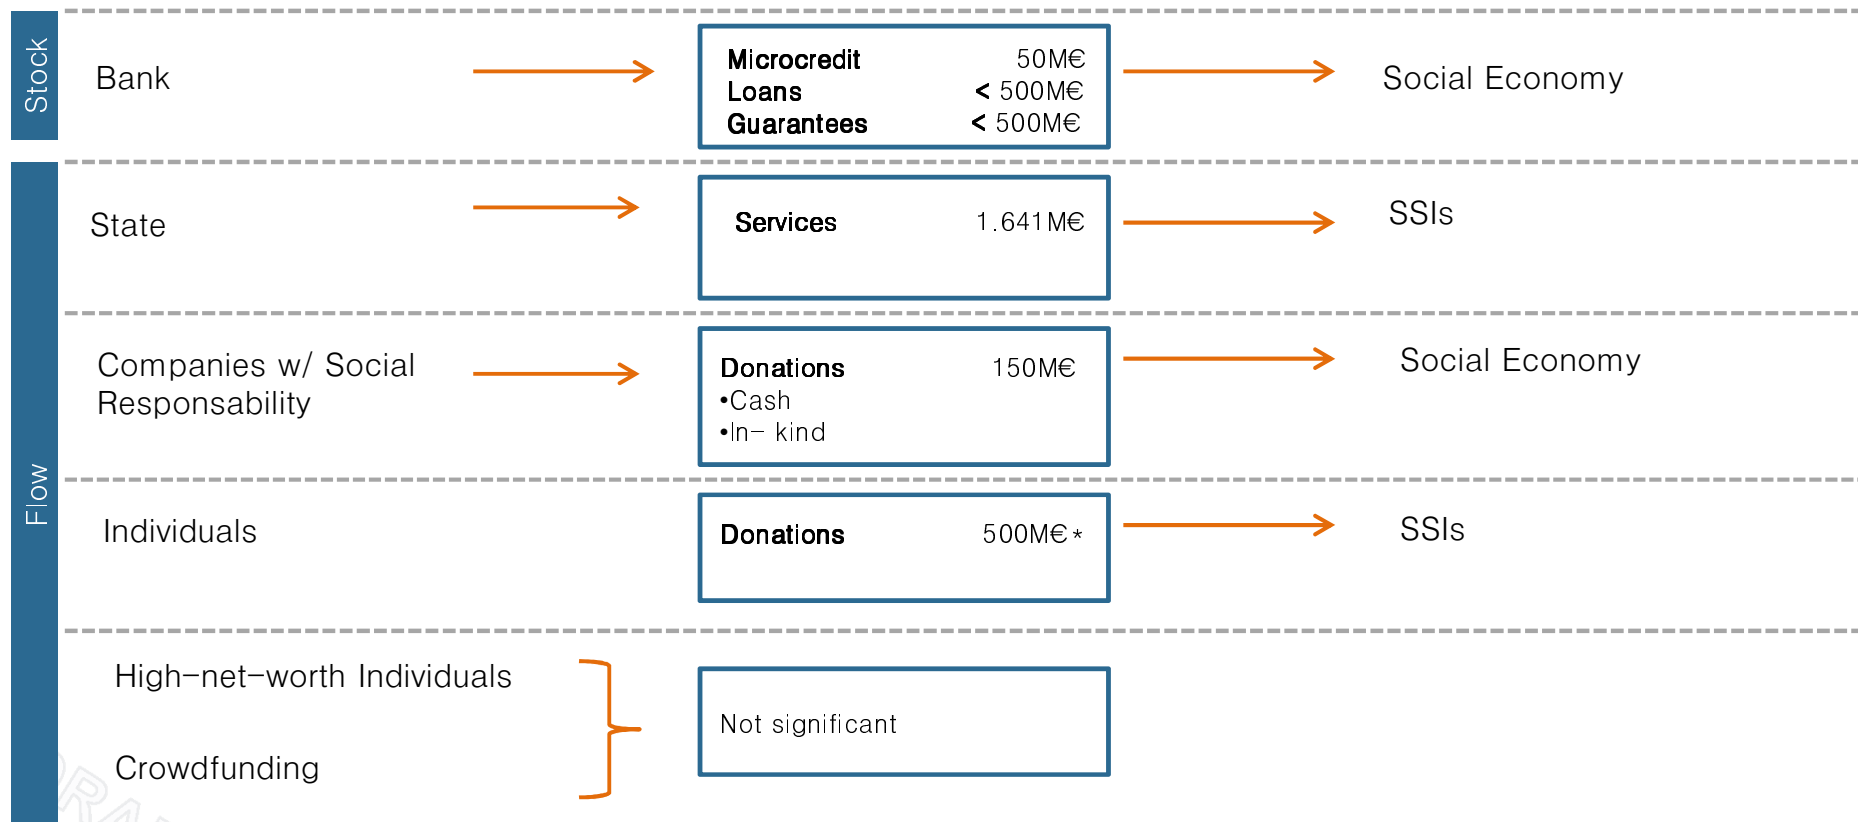 Stock
Bank
Microcredit 50M€
Loans < 500M€
Guarantees < 500M€
Social Economy
Flow
State
Services 1.641M€
SSIs
Companies w/ Social
Responsability
Donations 150M€
•Cash
•In- kind
Social Economy
Individuals
Donations 500M€*
SSIs
High-net-worth Individuals
Crowdfunding
Not significant